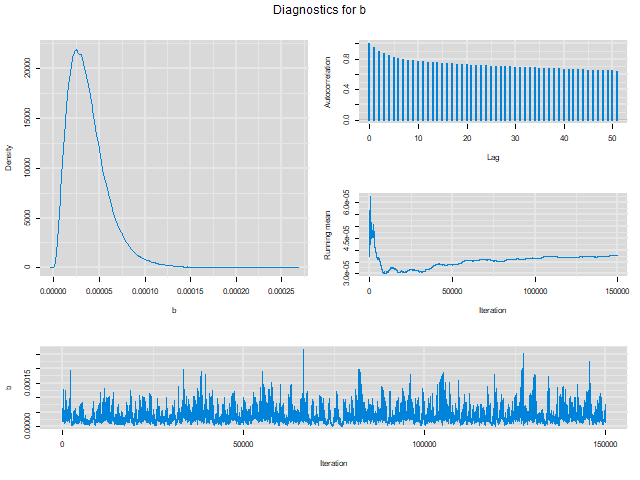 Diagnostics for b
Density
0
5000
10000
15000
20000
0.00000
0.00005
0.00010
0.00015
0.00020
0.00025
b
Autocorrelation
0.0
0.4
0.8
0
10
20
30
40
50
Lag
Running mean
3.0e-05
4.5e-05
6.0e-05
0
50000
100000
150000
Iteration
b
0.00000
0.00015
0
50000
100000
150000
Iteration